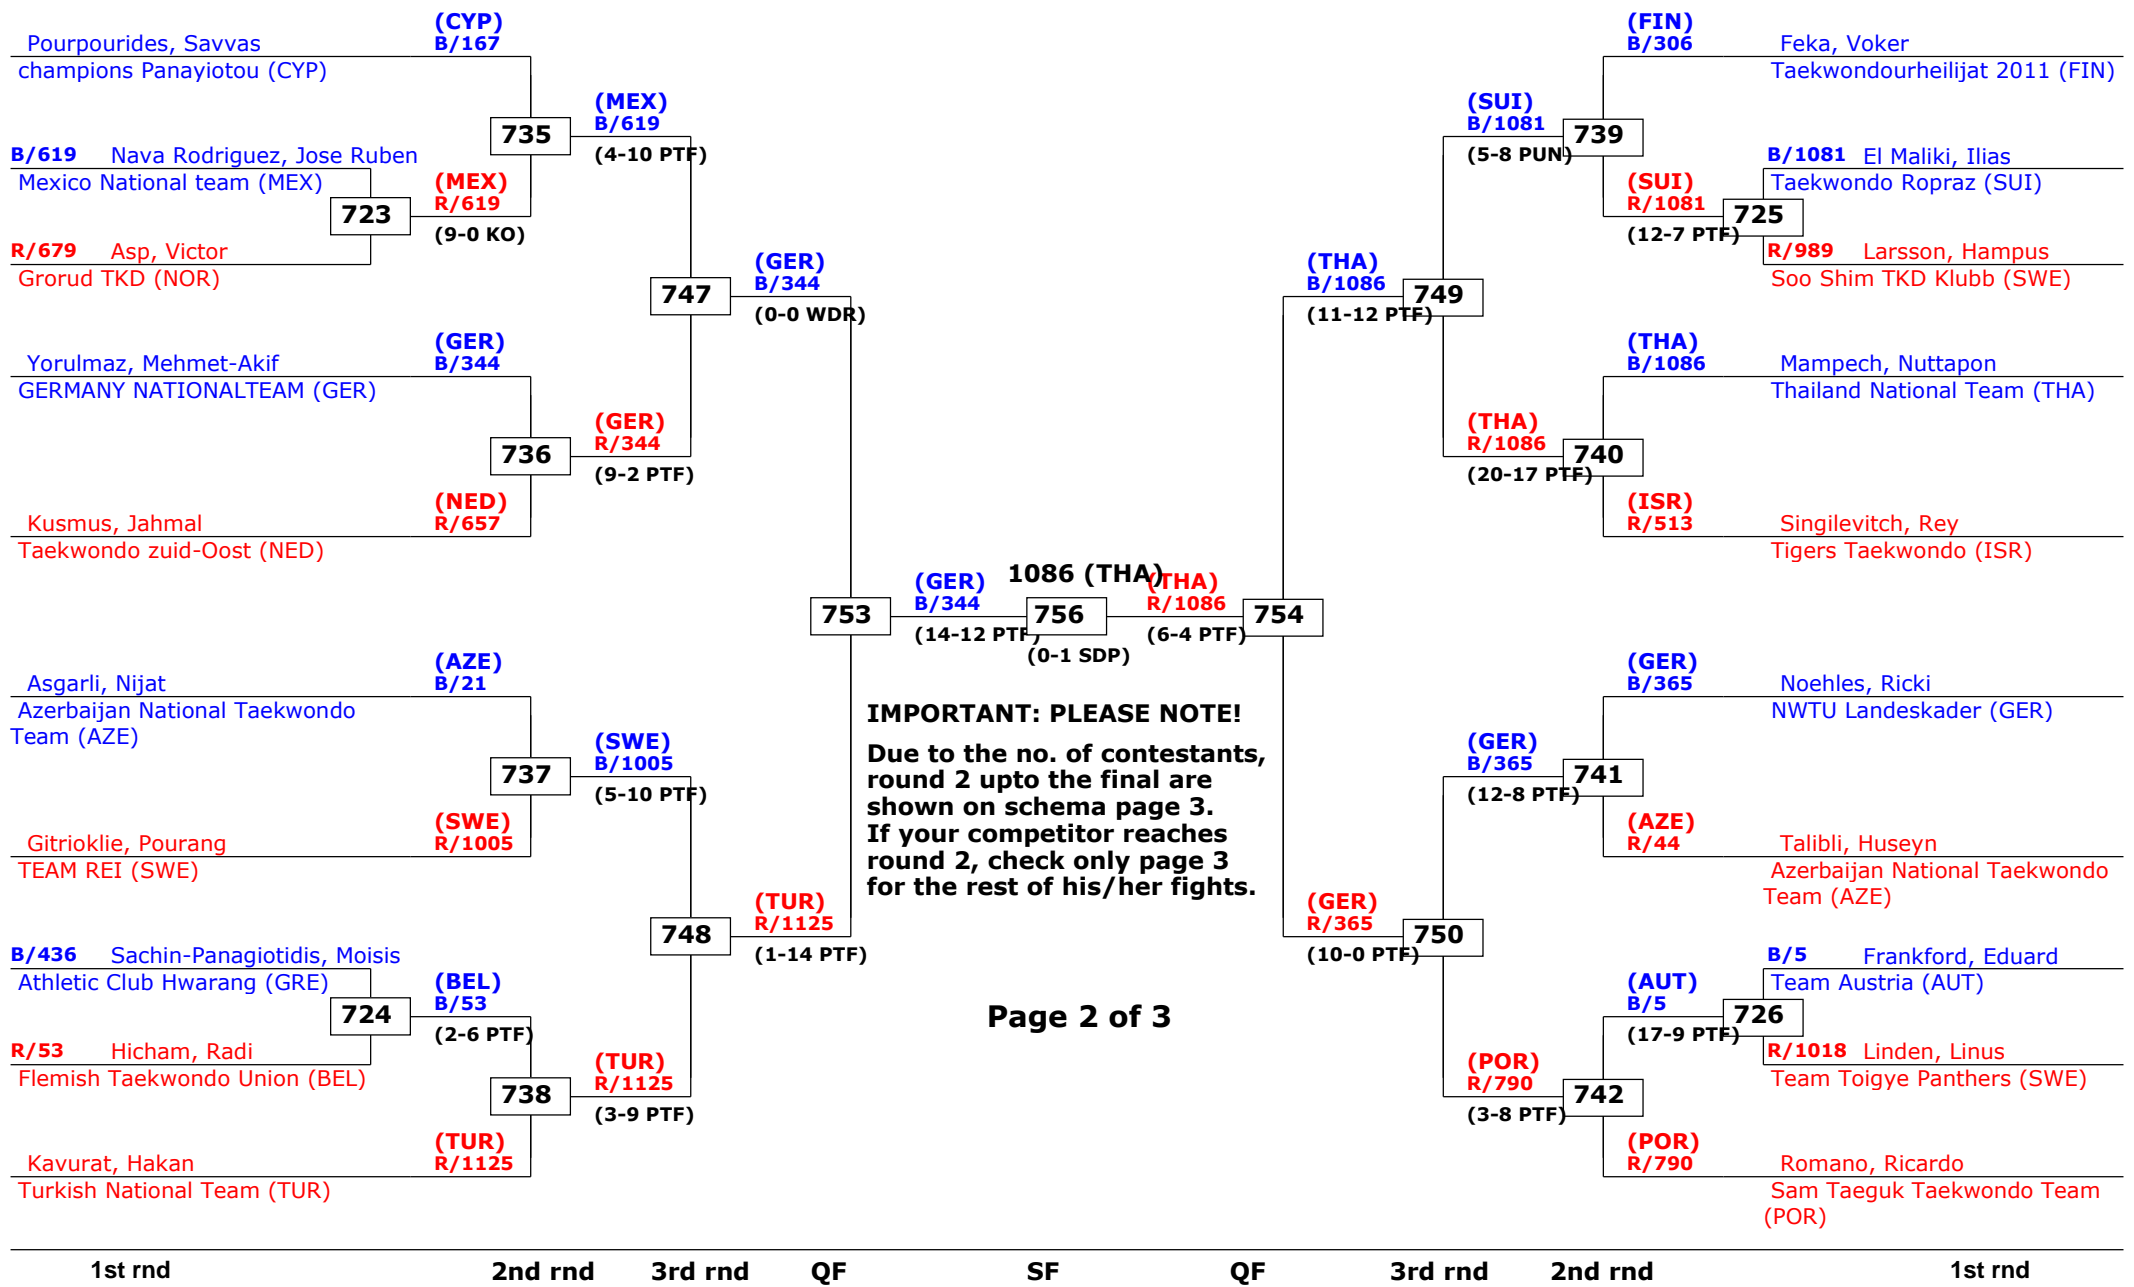 (CYP)
Pourpourides, Savvas B/167
champions Panayiotou (CYP)
(MEX)
B/619
735
(4-10 PTF)
B/619 Nava Rodriguez, Jose Ruben
Mexico National team (MEX)
(MEX)
723 R/619
(9-0 KO)
R/679 Asp, Victor
Grorud TKD (NOR)
(GER)
B/344
747
(0-0 WDR)
(GER)
Yorulmaz, Mehmet-Akif B/344
GERMANY NATIONALTEAM (GER)
(GER)
R/344
736
(9-2 PTF)
(NED)
Kusmus, Jahmal R/657
Taekwondo zuid-Oost (NED)
(GER)
B/344
753
(14-12 PTF)
1086 (THA)
756
(0-1 SDP)
(AZE)
Asgarli, Nijat B/21
Azerbaijan National Taekwondo
Team (AZE)
(SWE)
B/1005
737
(5-10 PTF)
(SWE)
Gitrioklie, Pourang R/1005
TEAM REI (SWE)
(TUR)
R/1125
748
(1-14 PTF)
B/436 Sachin-Panagiotidis, Moisis
Athletic Club Hwarang (GRE)
(BEL)
B/53
724
(2-6 PTF)
R/53 Hicham, Radi
Flemish Taekwondo Union (BEL)
(TUR)
R/1125
738
(3-9 PTF)
(TUR)
Kavurat, Hakan R/1125
Turkish National Team (TUR)
IMPORTANT: PLEASE NOTE!
Due to the no. of contestants,
round 2 upto the final are
shown on schema page 3.
If your competitor reaches
round 2, check only page 3
for the rest of his/her fights.
Page 2 of 3
(FIN)
B/306 Feka, Voker
Taekwondourheilijat 2011 (FIN)
(SUI)
B/1081
739
(5-8 PUN)
B/1081 El Maliki, Ilias
Taekwondo Ropraz (SUI)
(SUI)
R/1081
725
(12-7 PTF)
R/989 Larsson, Hampus
Soo Shim TKD Klubb (SWE)
(THA)
B/1086
749
(11-12 PTF)
(THA)
B/1086 Mampech, Nuttapon
Thailand National Team (THA)
(THA)
R/1086
740
(20-17 PTF)
(ISR)
R/513 Singilevitch, Rey
Tigers Taekwondo (ISR)
(THA)
R/1086
754
(6-4 PTF)
(GER)
B/365 Noehles, Ricki
NWTU Landeskader (GER)
(GER)
B/365
741
(12-8 PTF)
(AZE)
R/44 Talibli, Huseyn
Azerbaijan National Taekwondo
Team (AZE)
(GER)
R/365
750
(10-0 PTF)
B/5 Frankford, Eduard
Team Austria (AUT)
(AUT)
B/5
726
(17-9 PTF)
R/1018 Linden, Linus
Team Toigye Panthers (SWE)
(POR)
R/790
742
(3-8 PTF)
(POR)
R/790 Romano, Ricardo
Sam Taeguk Taekwondo Team
(POR)
1st rnd 2nd rnd 3rd rnd QF SF QF 3rd rnd 2nd rnd 1st rnd